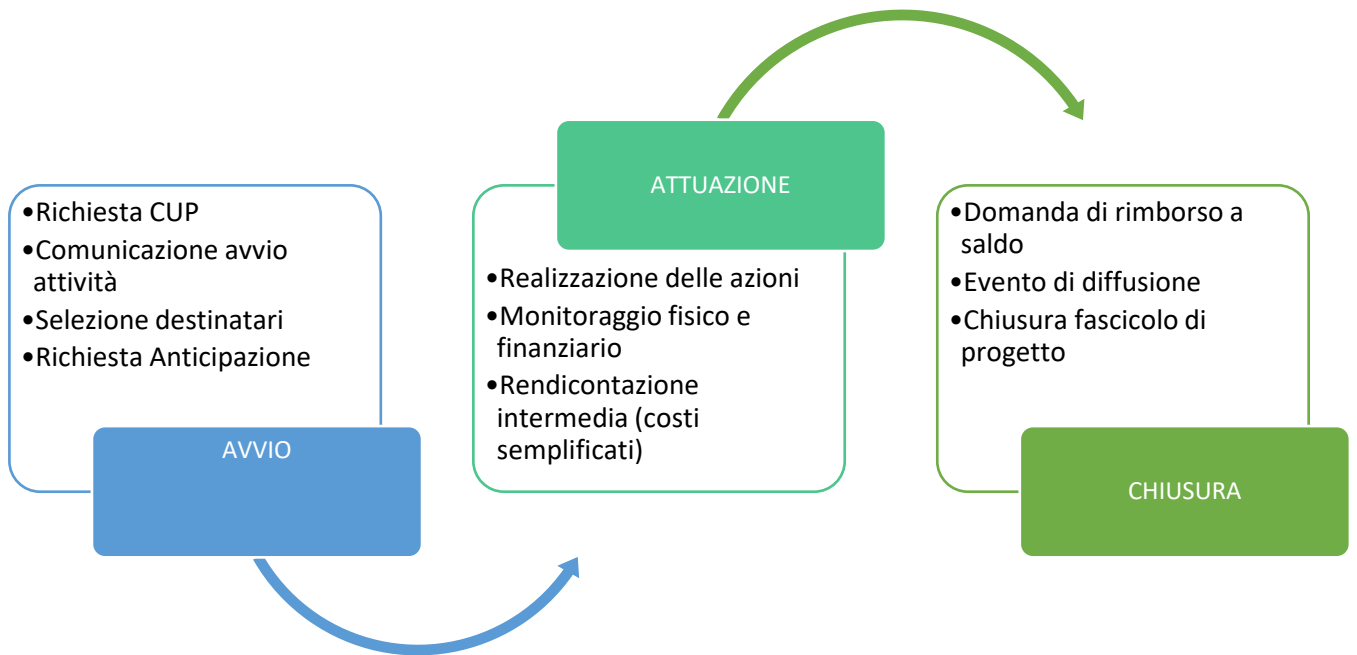 •Richiesta CUP
•Comunicazione avvio
attività
•Selezione destinatari
•Richiesta Anticipazione
AVVIO
ATTUAZIONE
•Realizzazione delle azioni
•Monitoraggio fisico e
finanziario
•Rendicontazione
intermedia (costi
semplificati)
•Domanda di rimborso a
saldo
•Evento di diffusione
•Chiusura fascicolo di
progetto
CHIUSURA